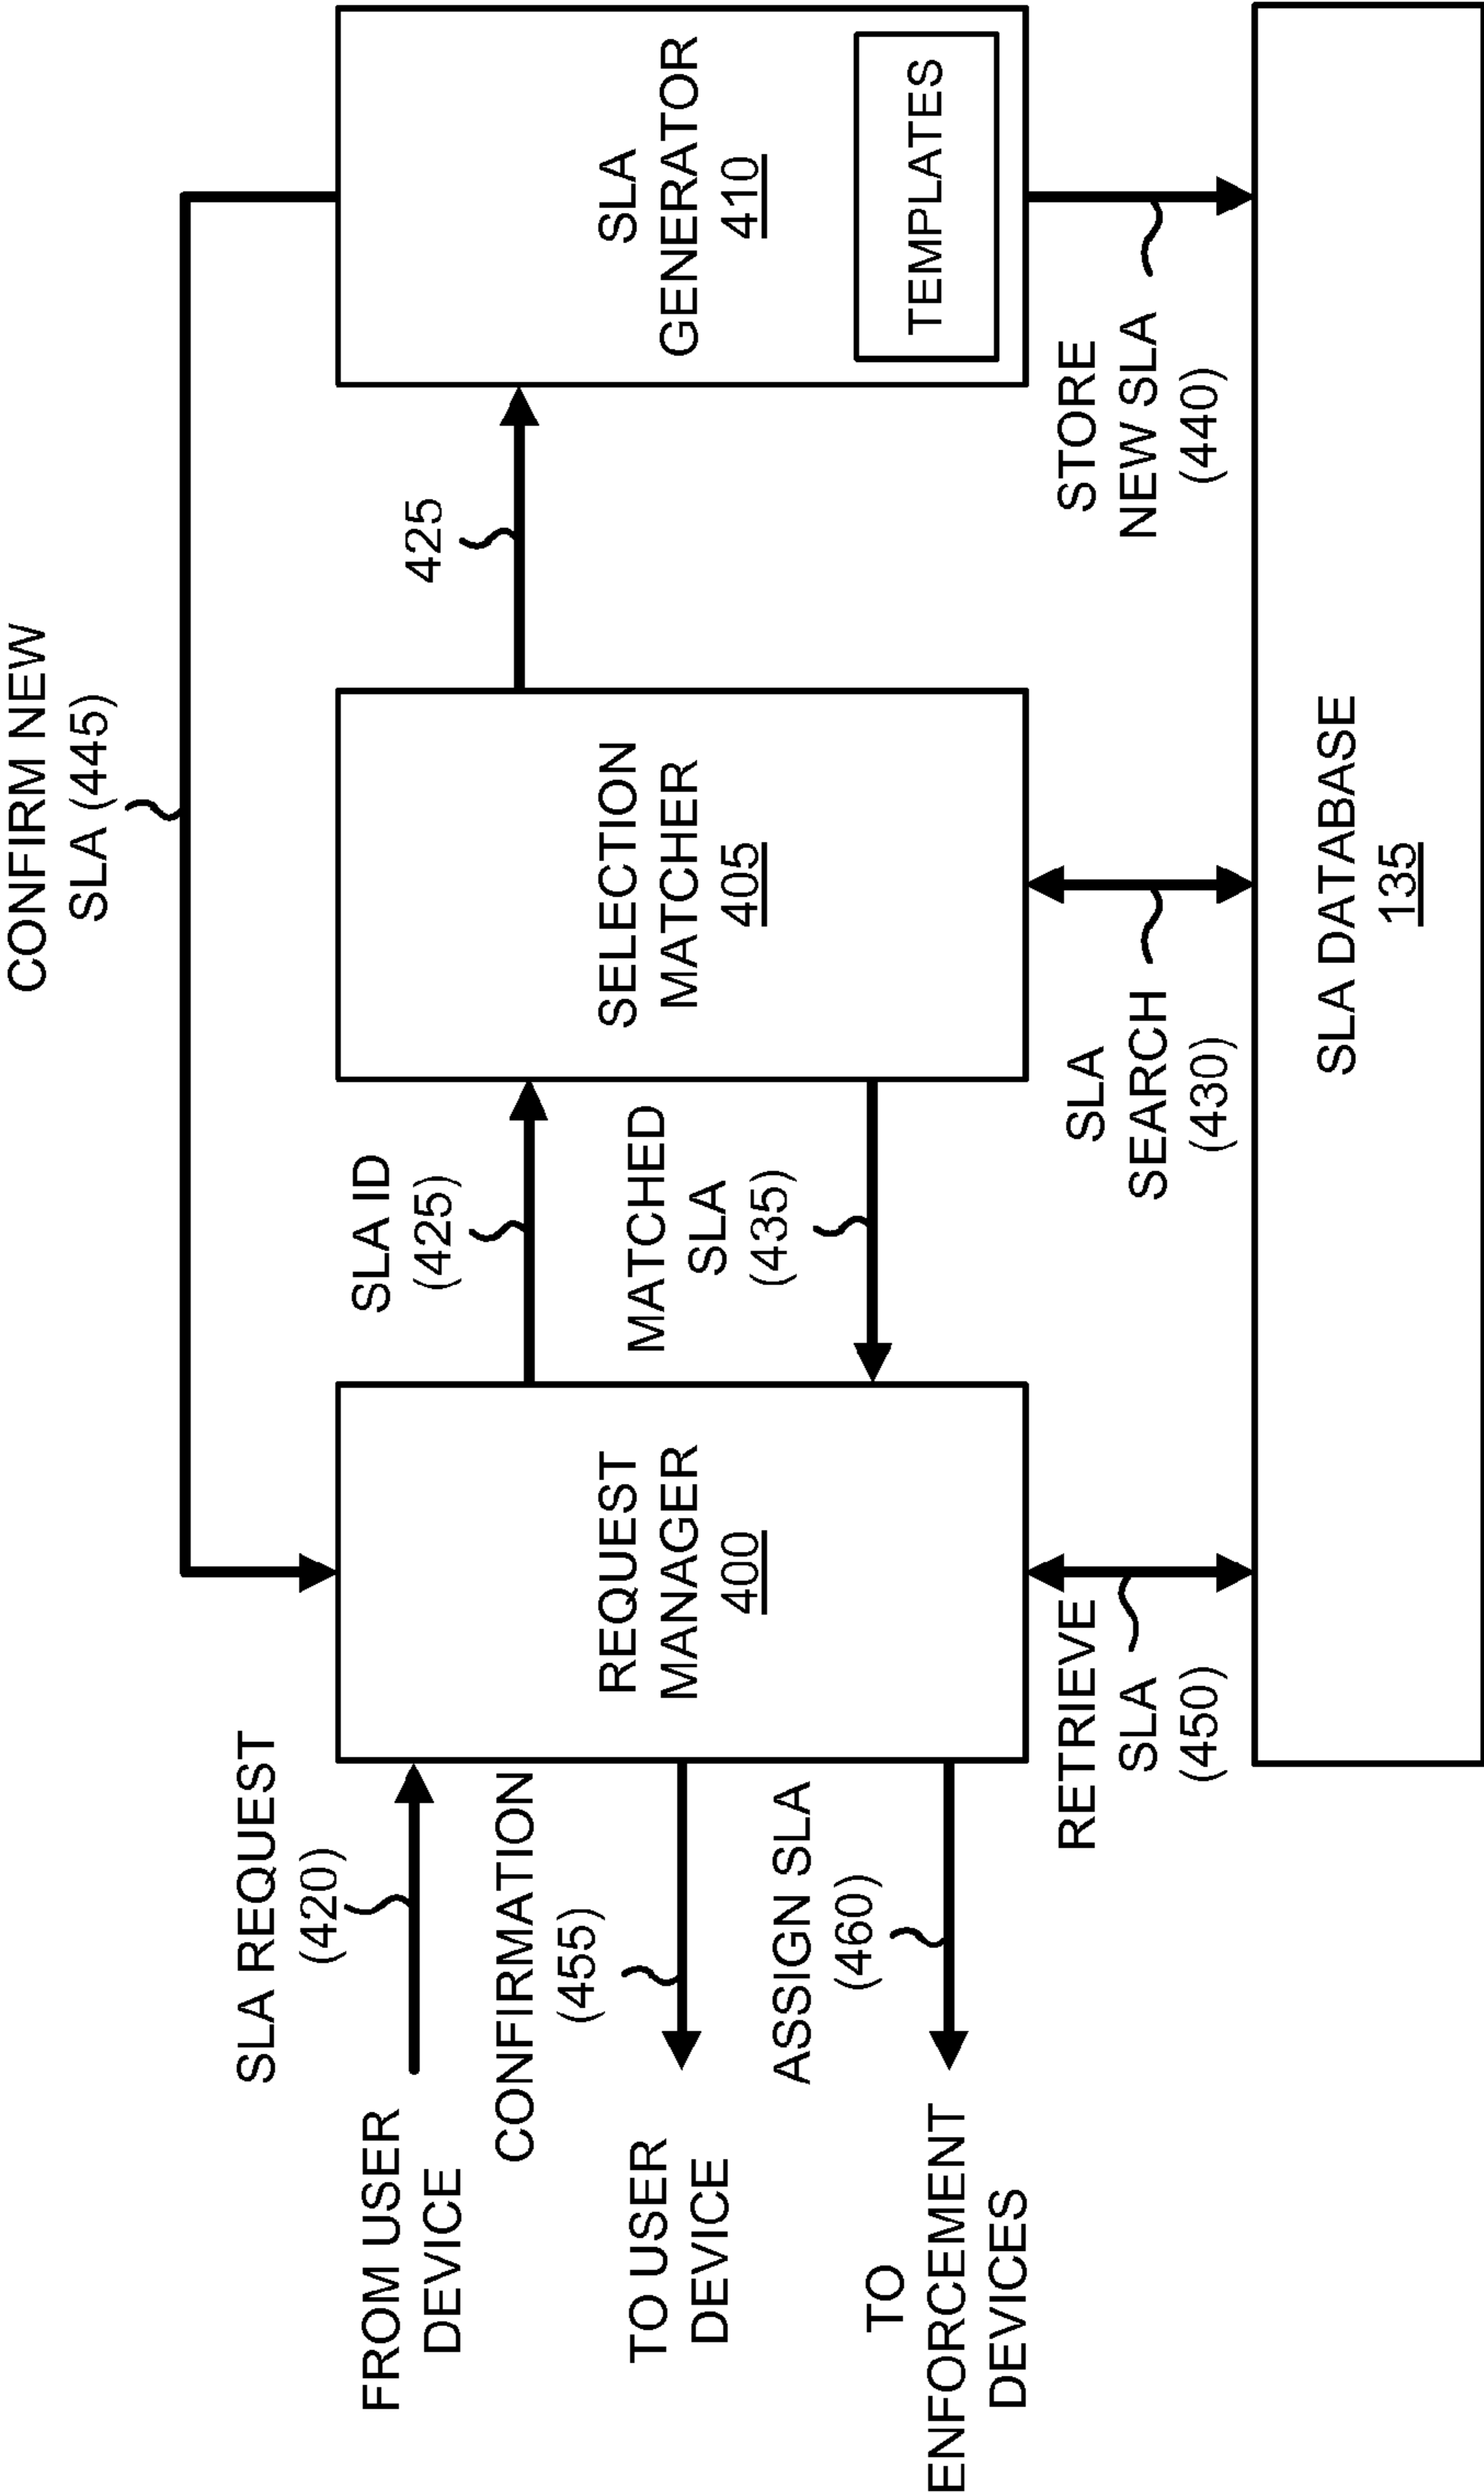 CONFIRM NEW
SLA (445)
SLA REQUEST
(420)
FROM USER
DEVICE
CONFIRMATION
(455)
TO USER
DEVICE
ASSIGN SLA
(460)
TO
ENFORCEMENT
DEVICES
REQUEST
MANAGER
400
SLA ID
(425)
MATCHED
SLA
(435)
SELECTION
MATCHER
405
425
SLA
GENERATOR
410
TEMPLATES
RETRIEVE
SLA
(450)
SLA
SEARCH
(430)
STORE
NEW SLA
(440)
SLA DATABASE
135